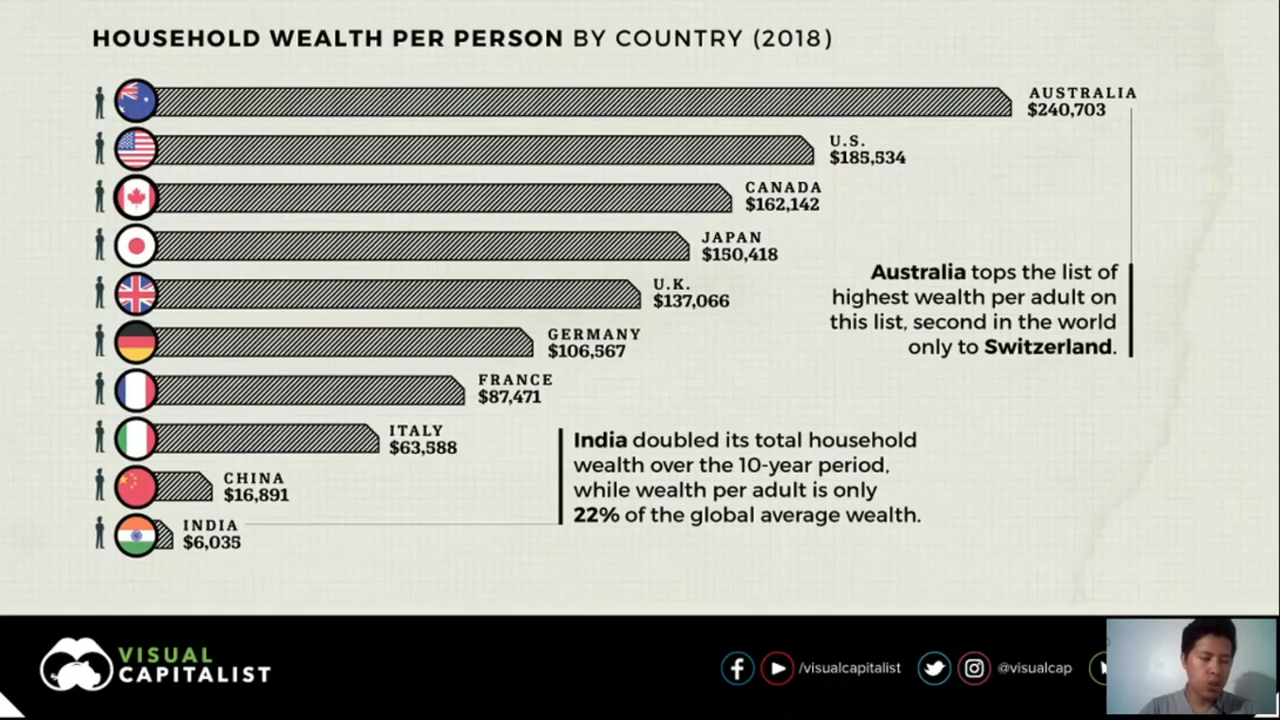 HOUSEHOLD WEALTH PER PERSON BY COUNTRY (2018)
AUSTRALIA
$240,703
U.S.
$185,534
CANADA
$162,142
JAPAN
$150,418
U.K.
$137,066
GERMANY
$106,567
FRANCE
$87,471
ITALY
$63,588
CHINA
$16,891
INDIA
$6,035
Australia tops the list of
highest wealth per adult on
this list, second in the world
only to Switzerland.
India doubled its total household
wealth over the 10-year period,
while wealth per adult is only
22% of the global average wealth.
VISUAL
CAPITALIST
/visualcapitalist
@visualcap